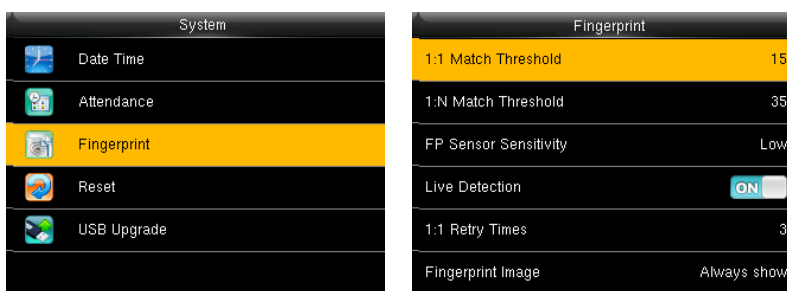 System
Date Time
Attendance
Fingerprint
Reset
USB Upgrade
Fingerprint
1:1 Match Threshold 15
1:N Match Threshold 35
FP Sensor Sensitivity Low
Live Detection ON
1:1 Retry Times 3
Fingerprint Image Always show